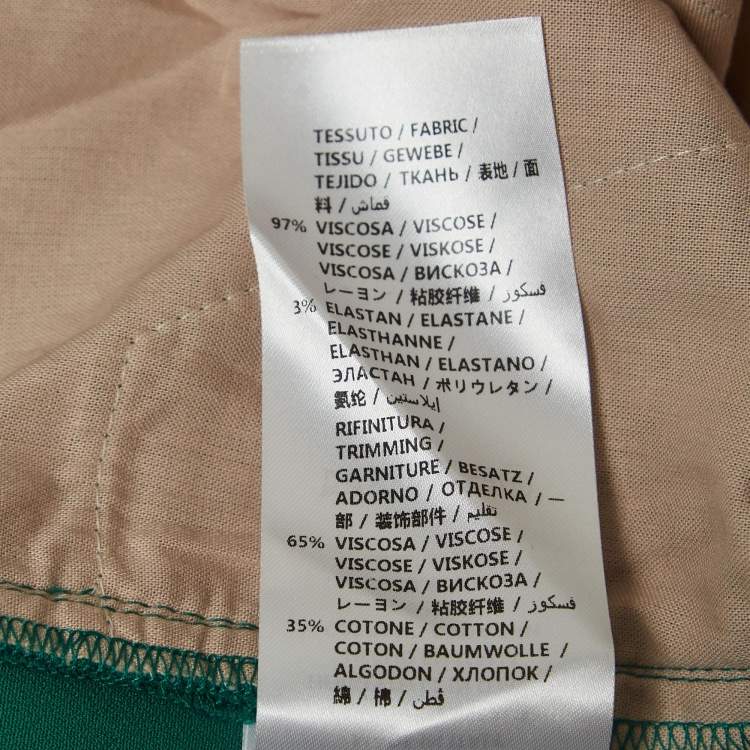 TESSUTO / FABRIC /
TISSU / GEWEBE /
TEJIDO / ТКАНЬ / 表地 / 面
料 / قماش
97% VISCOSA / VISCOSE /
VISCOSE / VISKOSE /
VISCOSA / ВИСКОЗА /
レーヨン / 粘胶纤维 / فسكوز
3% ELASTAN / ELASTANE /
ELASTHANNE /
ELASTHAN / ELASTANO /
ЭЛАСТАН / ポリウレタン /
氨纶 / إيلاستين
RIFINITURA /
TRIMMING /
GARNITURE / BESATZ /
ADORNO / ОТДЕЛКА / 一
部 / 装饰部件 / تقليم
65% VISCOSA / VISCOSE /
VISCOSE / VISKOSE /
VISCOSA / ВИСКОЗА /
レーヨン / 粘胶纤维 / فسكوز
35% COTONE / COTTON /
COTON / BAUMWOLLE /
ALGODON / ХЛОПОК /
綿 / 棉 / قطن